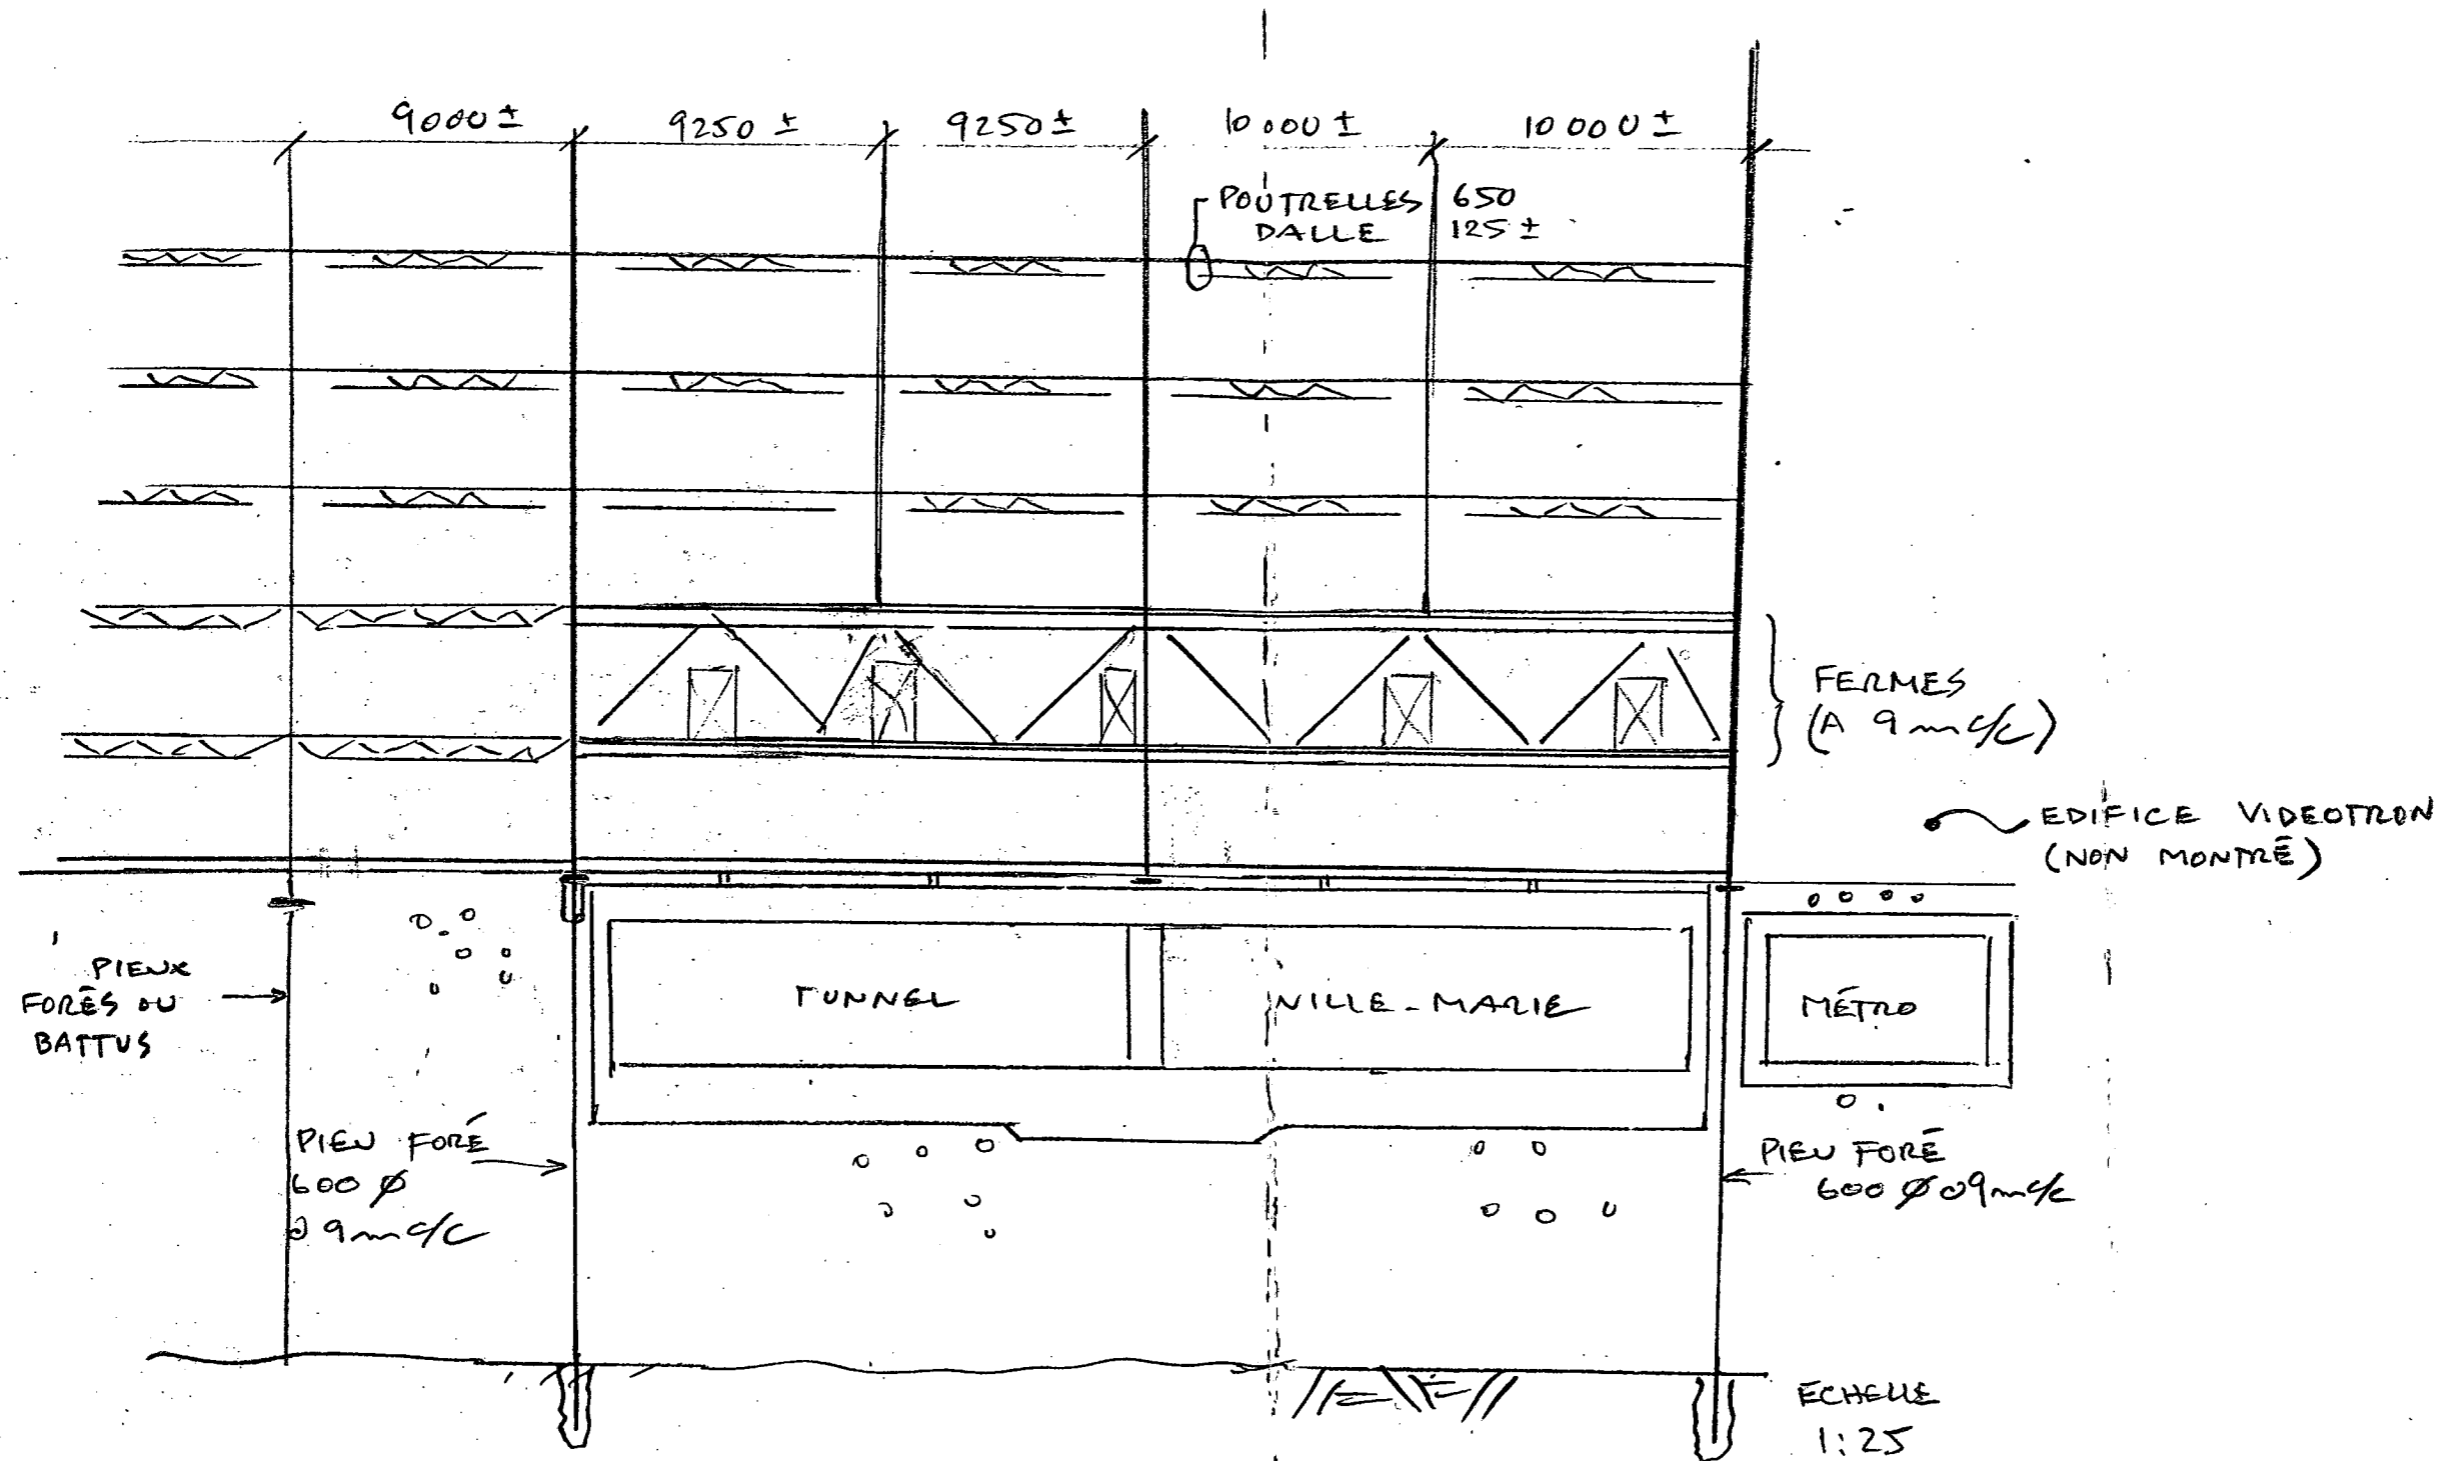 9000 ±
9250 ±
9250 ±
10 000 ±
10 000 ±
POUTRELLES 650
DALLE 125 ±
FERMES
(A 9 m c/c)
EDIFICE VIDEOTRON
(NON MONTRÉ)
PIEUX
FORÉS OU
BATTUS
TUNNEL
VILLE-MARIE
MÉTRO
PIEU FORÉ
600 Ø
@ 9 m c/c
PIEU FORÉ
600 Ø @ 9 m c/c
ÉCHELLE
1:25